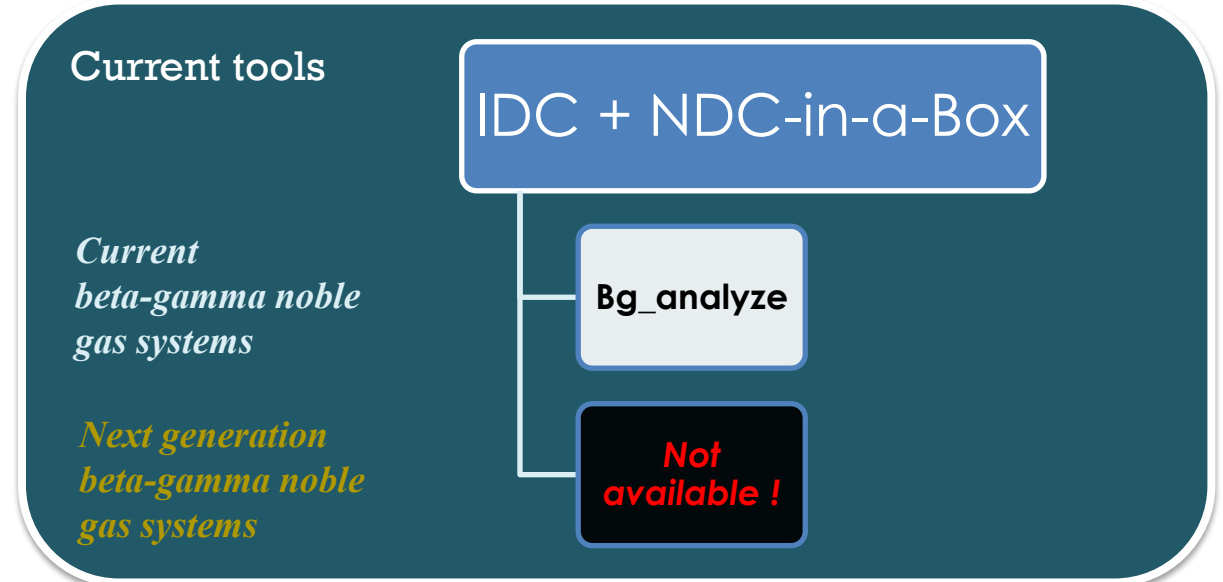 Current tools
IDC + NDC-in-a-Box
Current
beta-gamma noble
gas systems
Bg_analyze
Next generation
beta-gamma noble
gas systems
Not
available !